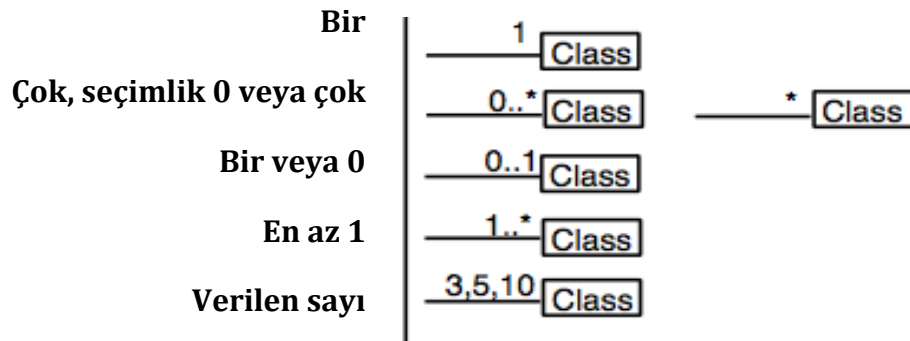 Bir 1 Class
Çok, seçimlik 0 veya çok 0..* Class * Class
Bir veya 0 0..1 Class
En az 1 1..* Class
Verilen sayı 3,5,10 Class